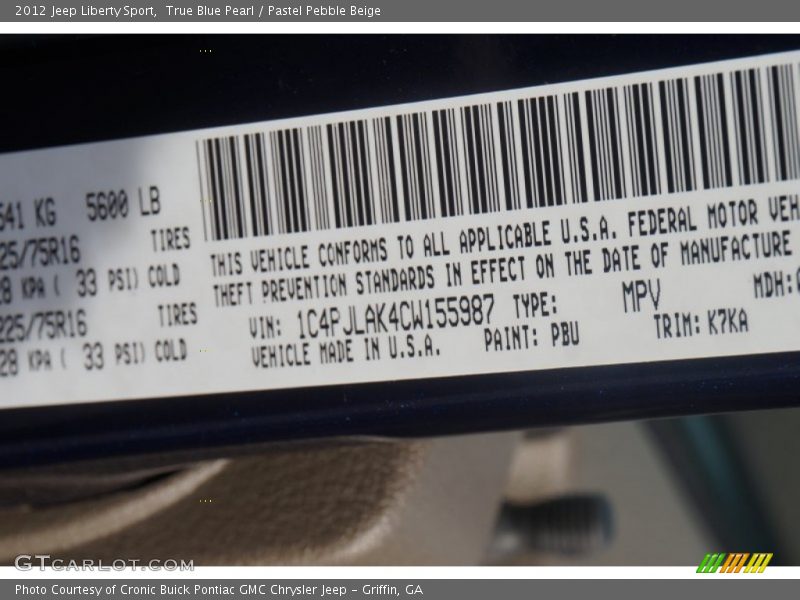 2012 Jeep Liberty Sport,  True Blue Pearl / Pastel Pebble Beige
541 KG 5600 LB
25/75R16 TIRES
28 KPA ( 33 PSI) COLD
225/75R16 TIRES
28 KPA ( 33 PSI) COLD
THIS VEHICLE CONFORMS TO ALL APPLICABLE U.S.A. FEDERAL MOTOR VEH
THEFT PREVENTION STANDARDS IN EFFECT ON THE DATE OF MANUFACTURE
VIN: 1C4PJLAK4CW155987 TYPE: MPV MDH:
VEHICLE MADE IN U.S.A. PAINT: PBU TRIM: K7KA
GTCARLOT.COM
Photo Courtesy of Cronic Buick Pontiac GMC Chrysler Jeep - Griffin, GA